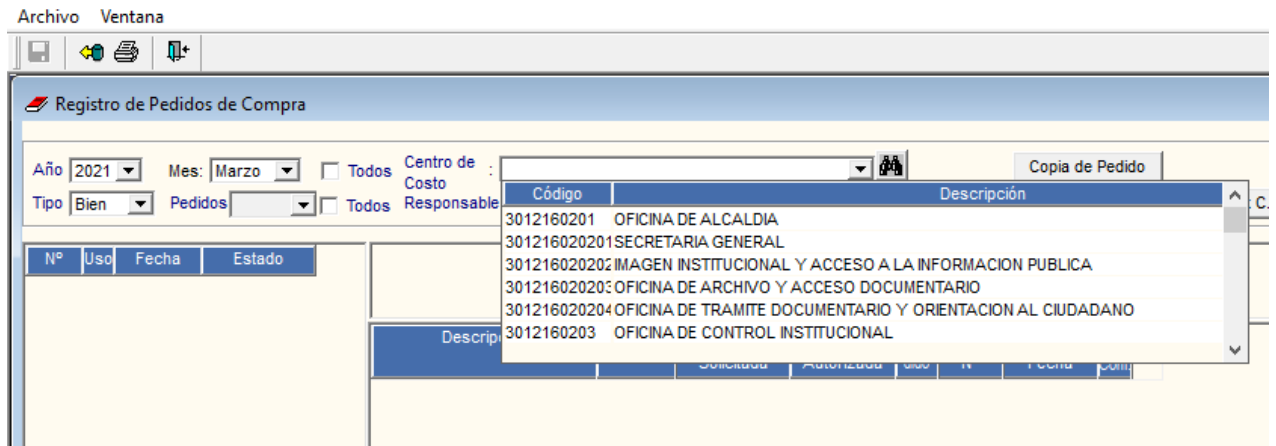 Archivo Ventana
Registro de Pedidos de Compra
Año 2021 Mes: Marzo Todos Centro de Costo : Copia de Pedido
Tipo Bien Pedidos Todos Responsable
Código Descripción
3012160201 OFICINA DE ALCALDIA
301216020201 SECRETARIA GENERAL
301216020202 IMAGEN INSTITUCIONAL Y ACCESO A LA INFORMACION PUBLICA
301216020203 OFICINA DE ARCHIVO Y ACCESO DOCUMENTARIO
301216020204 OFICINA DE TRAMITE DOCUMENTARIO Y ORIENTACION AL CIUDADANO
3012160203 OFICINA DE CONTROL INSTITUCIONAL
Nº Uso Fecha Estado
Descrip
Solicitada Autorizada Nº Fecha